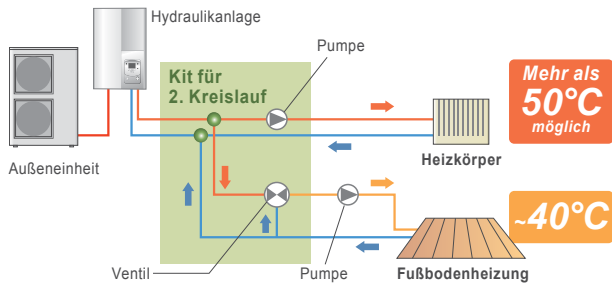 Hydraulikanlage
Pumpe
Kit für
2. Kreislauf
Mehr als
50°C
möglich
Außeneinheit
Heizkörper
~40°C
Ventil
Pumpe
Fußbodenheizung